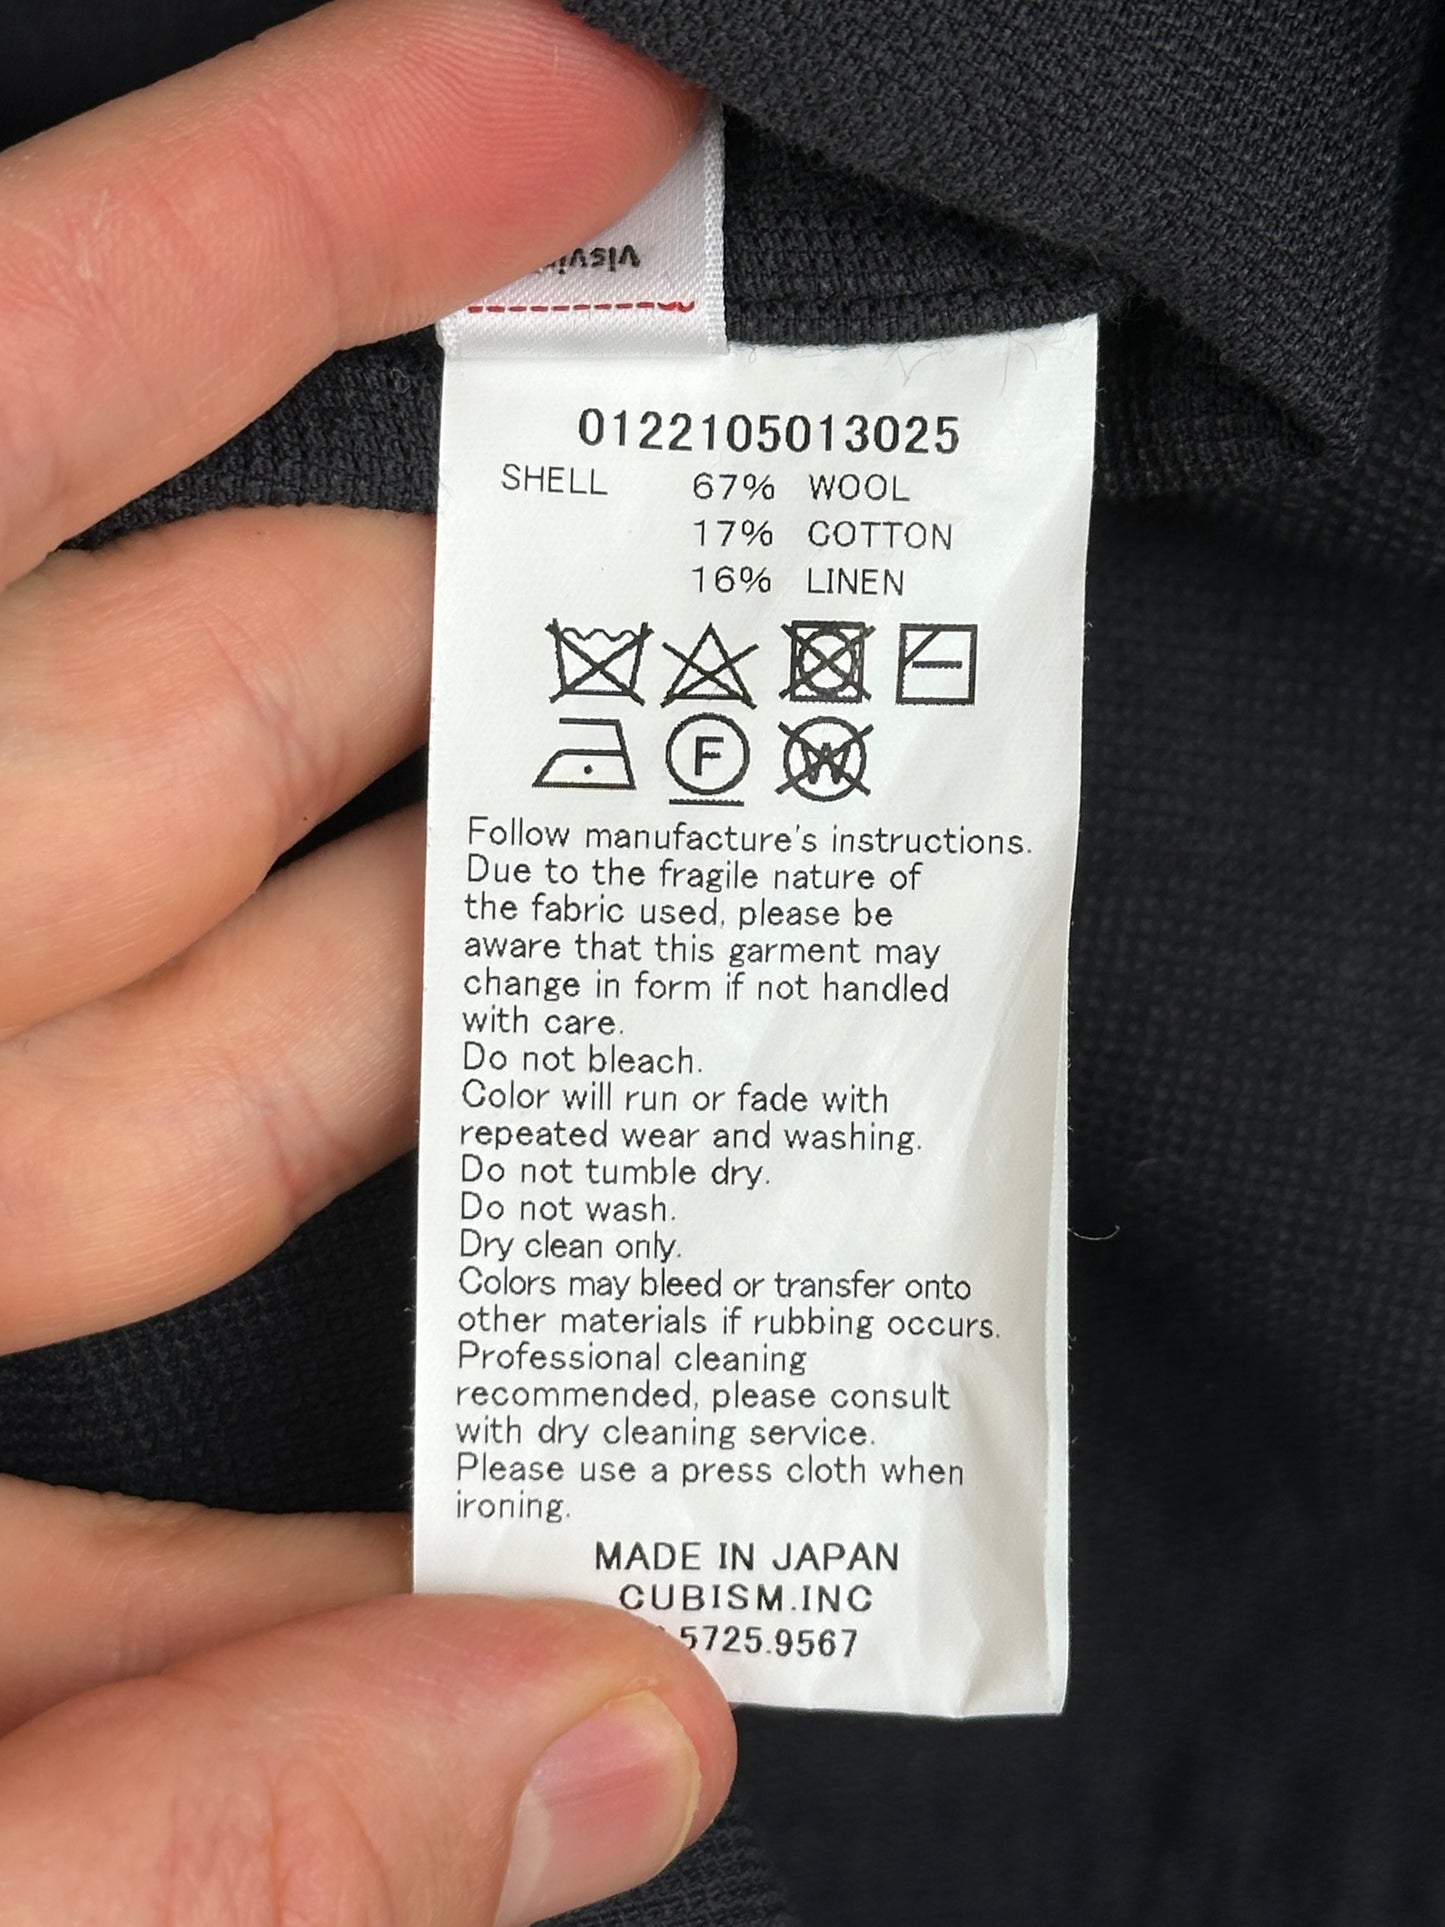 0122105013025
SHELL 67% WOOL
17% COTTON
16% LINEN
F
W
Follow manufacture's instructions.
Due to the fragile nature of
the fabric used, please be
aware that this garment may
change in form if not handled
with care.
Do not bleach.
Color will run or fade with
repeated wear and washing.
Do not tumble dry.
Do not wash.
Dry clean only.
Colors may bleed or transfer onto
other materials if rubbing occurs.
Professional cleaning
recommended, please consult
with dry cleaning service.
Please use a press cloth when
ironing.
MADE IN JAPAN
CUBISM.INC
.5725.9567